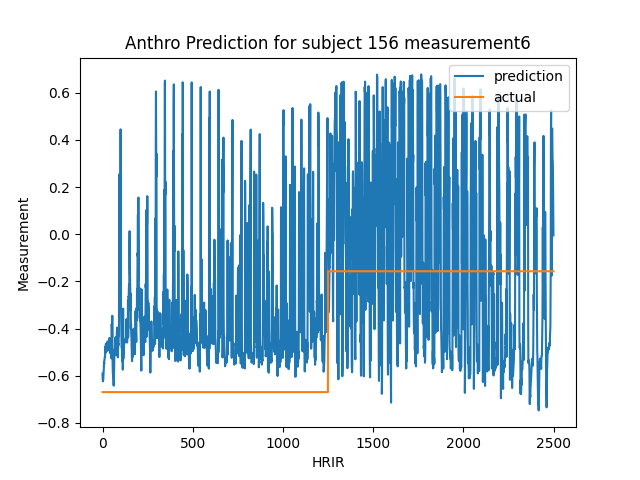 Anthro Prediction for subject 156 measurement6
prediction
actual
0.6
0.4
0.2
0.0
−0.2
−0.4
−0.6
−0.8
Measurement
0
500
1000
1500
2000
2500
HRIR